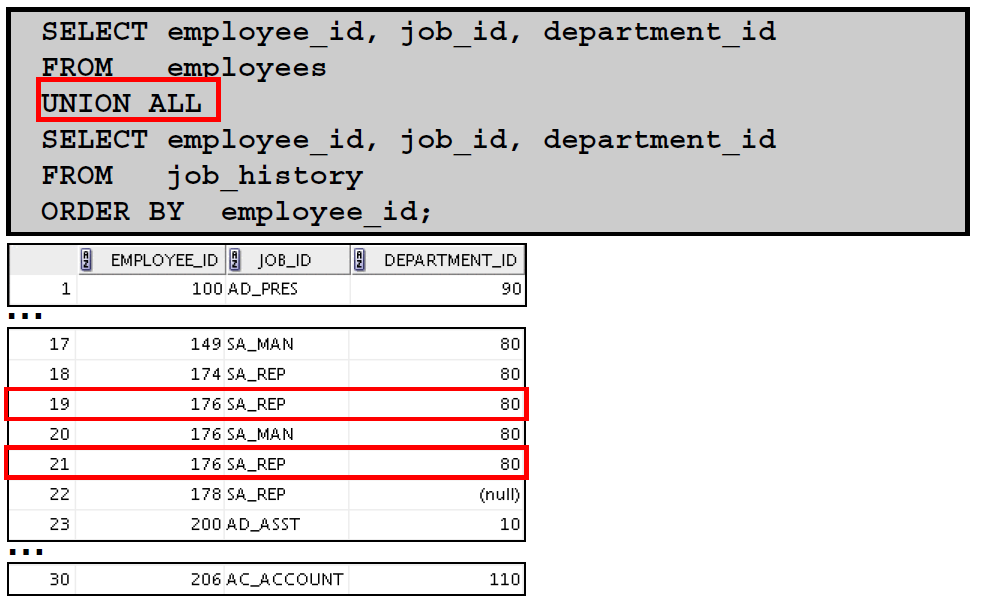 SELECT employee_id, job_id, department_id
FROM employees
UNION ALL
SELECT employee_id, job_id, department_id
FROM job_history
ORDER BY employee_id;
EMPLOYEE_ID JOB_ID DEPARTMENT_ID
1 100 AD_PRES 90
...
17 149 SA_MAN 80
18 174 SA_REP 80
19 176 SA_REP 80
20 176 SA_MAN 80
21 176 SA_REP 80
22 178 SA_REP (null)
23 200 AD_ASST 10
...
30 206 AC_ACCOUNT 110